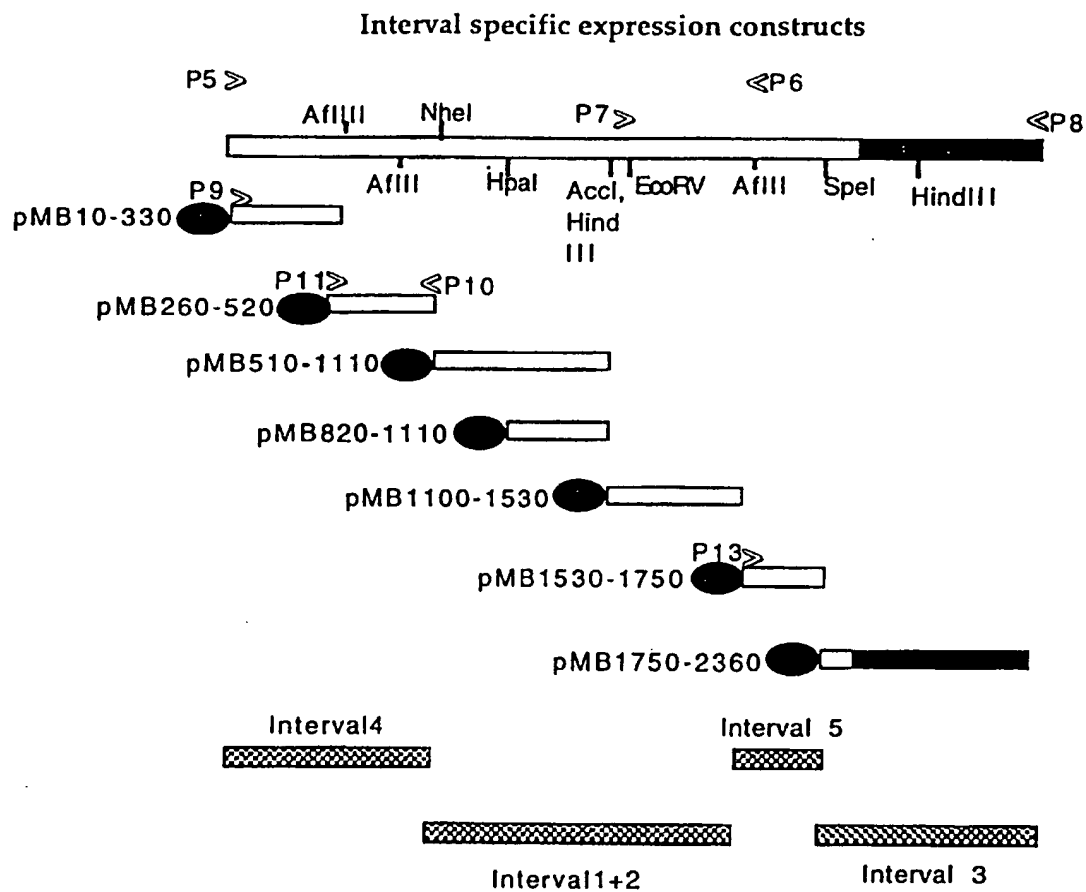 Interval specific expression constructs
P5
P6
AflIII
NheI
P7
P8
AflII
HpaI
AccI,
Hind
III
EcoRV
AflII
SpeI
HindIII
P9
pMB10-330
P11
P10
pMB260-520
pMB510-1110
pMB820-1110
pMB1100-1530
P13
pMB1530-1750
pMB1750-2360
Interval4
Interval 5
Interval1+2
Interval 3